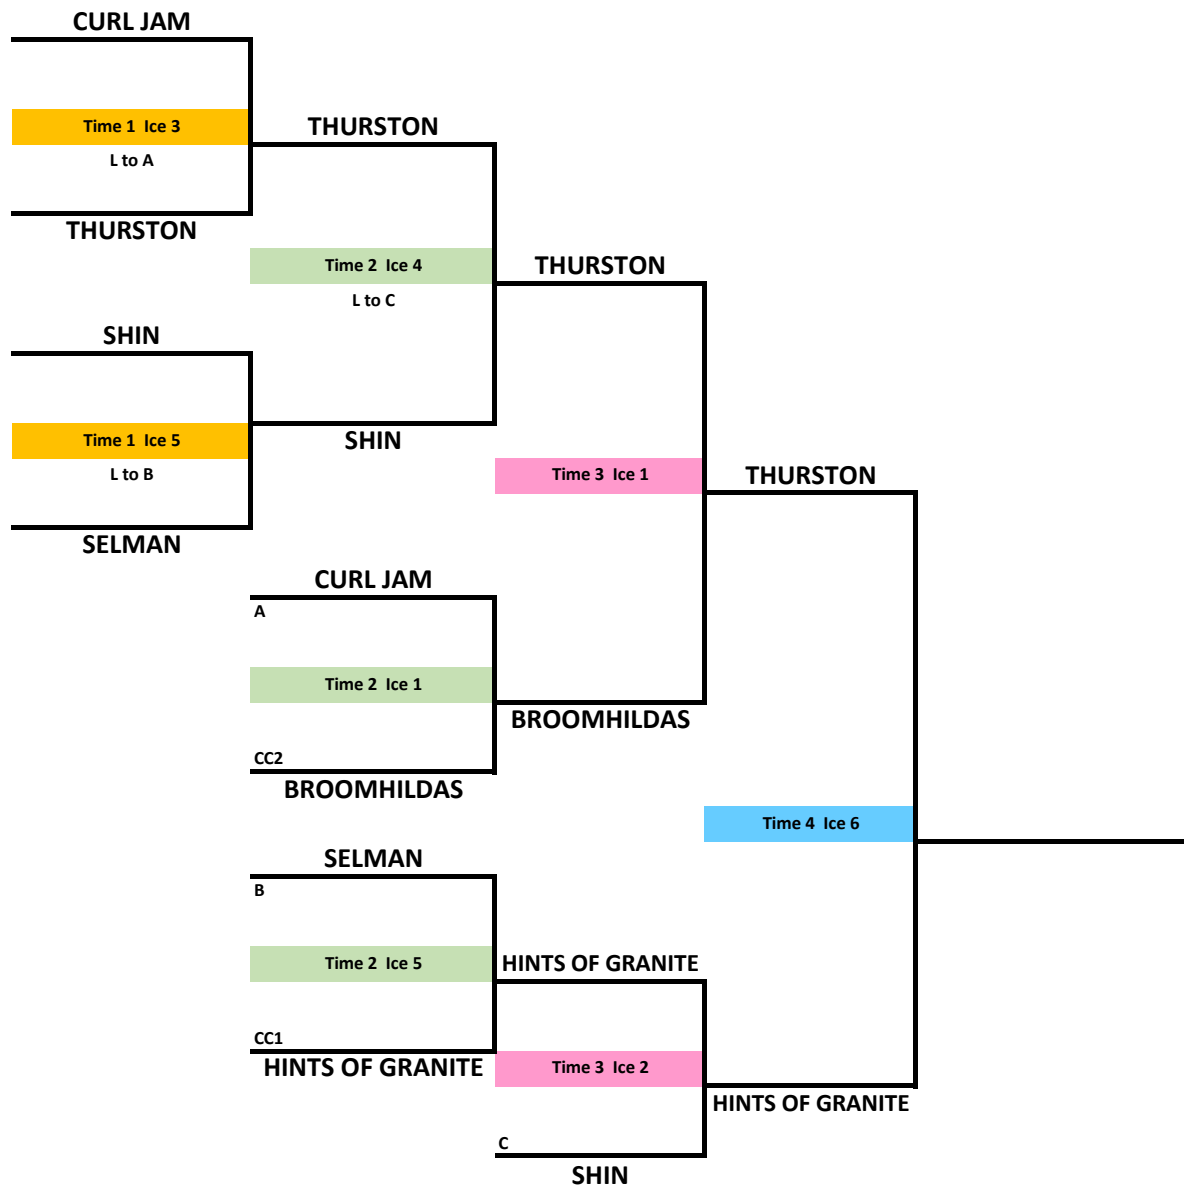 CURL JAM
Time 1 Ice 3
L to A
THURSTON
THURSTON
Time 2 Ice 4
L to C
THURSTON
SHIN
Time 1 Ice 5
L to B
SELMAN
SHIN
Time 3 Ice 1
THURSTON
CURL JAM
A
Time 2 Ice 1
CC2
BROOMHILDAS
BROOMHILDAS
Time 4 Ice 6
SELMAN
B
Time 2 Ice 5
CC1
HINTS OF GRANITE
HINTS OF GRANITE
Time 3 Ice 2
C
SHIN
HINTS OF GRANITE